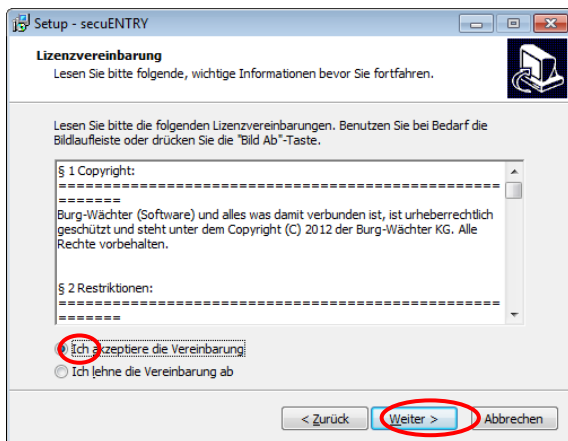 Setup - secuENTRY
Lizenzvereinbarung
Lesen Sie bitte folgende, wichtige Informationen bevor Sie fortfahren.
Lesen Sie bitte die folgenden Lizenzvereinbarungen. Benutzen Sie bei Bedarf die
Bildlaufleiste oder drücken Sie die "Bild Ab"-Taste.
§ 1 Copyright:
================================================
=======
Burg-Wächter (Software) und alles was damit verbunden ist, ist urheberrechtlich
geschützt und steht unter dem Copyright (C) 2012 der Burg-Wächter KG. Alle
Rechte vorbehalten.
§ 2 Restriktionen:
================================================
=======
Ich akzeptiere die Vereinbarung
Ich lehne die Vereinbarung ab
< Zurück
Weiter >
Abbrechen